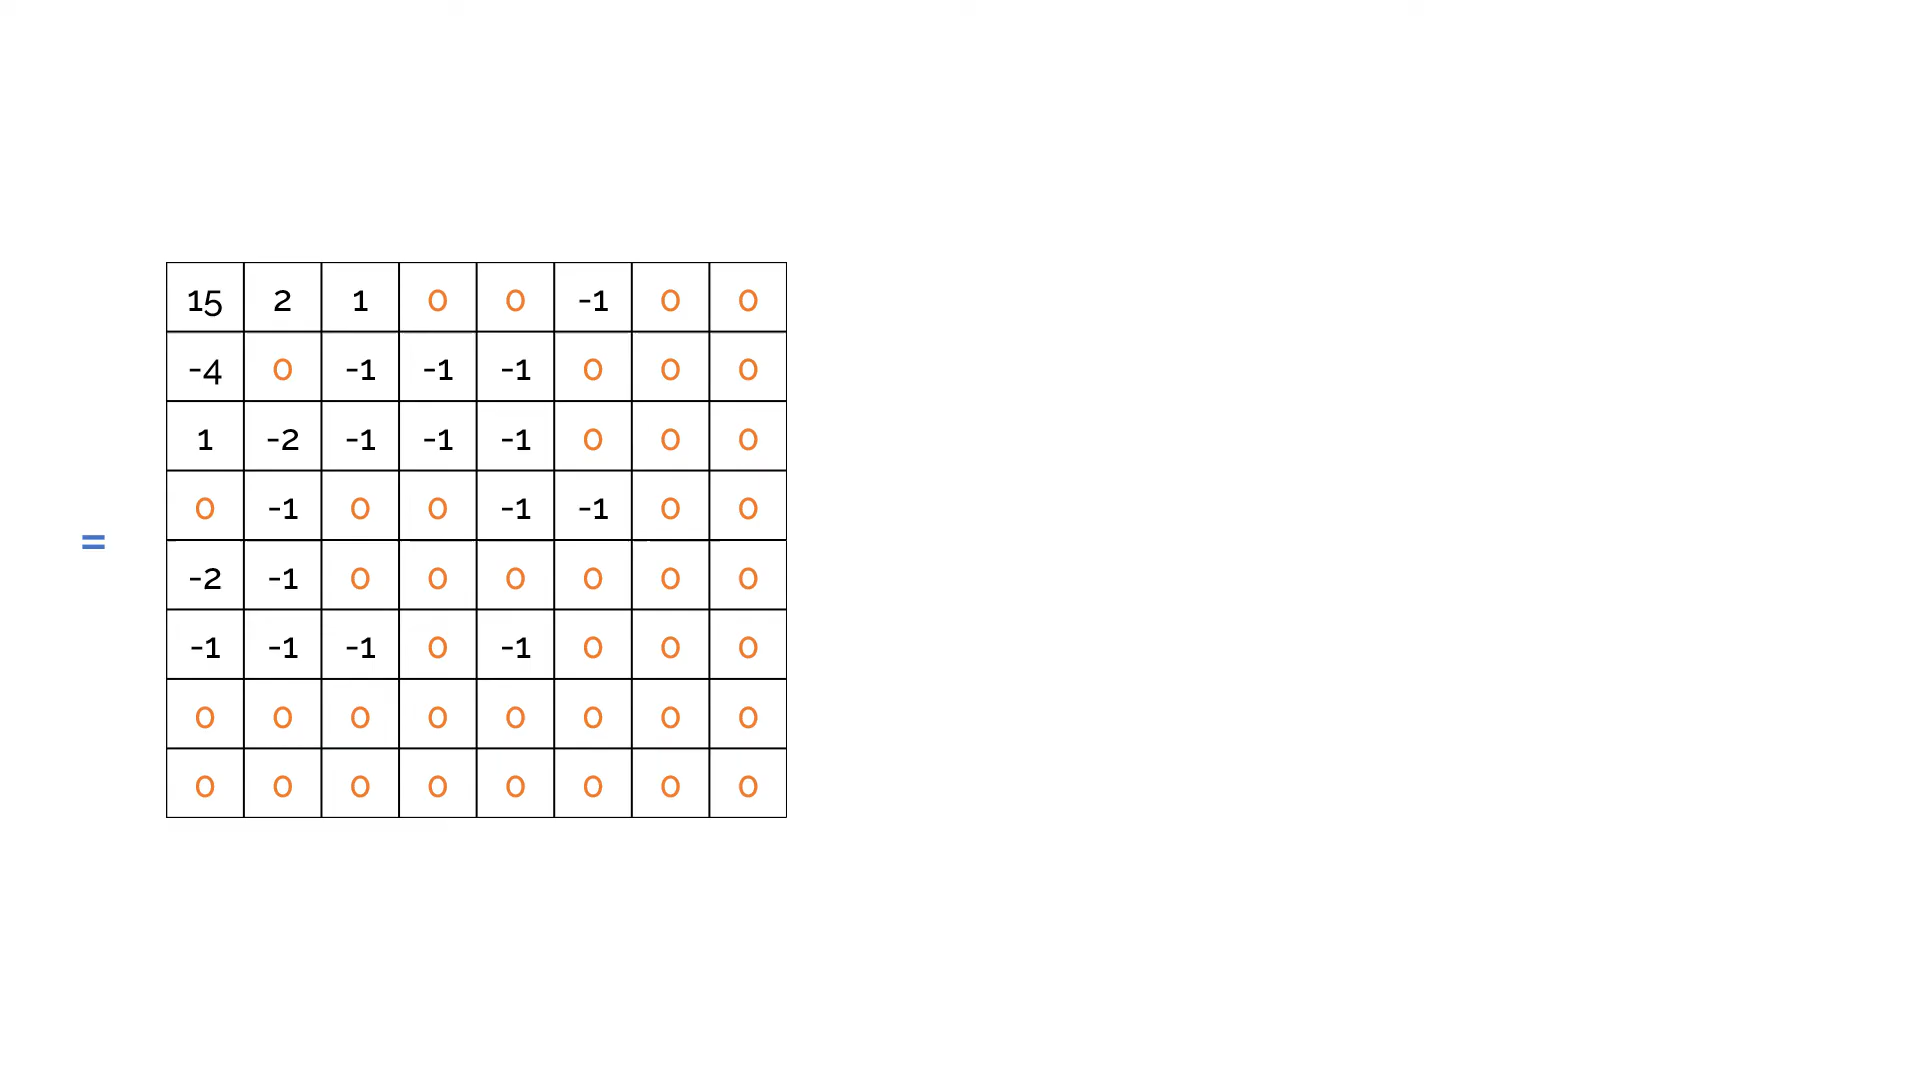 15 2 1 0 0 -1 0 0
-4 0 -1 -1 -1 0 0 0
1 -2 -1 -1 -1 0 0 0
0 -1 0 0 -1 -1 0 0
=
-2 -1 0 0 0 0 0 0
-1 -1 -1 0 -1 0 0 0
0 0 0 0 0 0 0 0
0 0 0 0 0 0 0 0